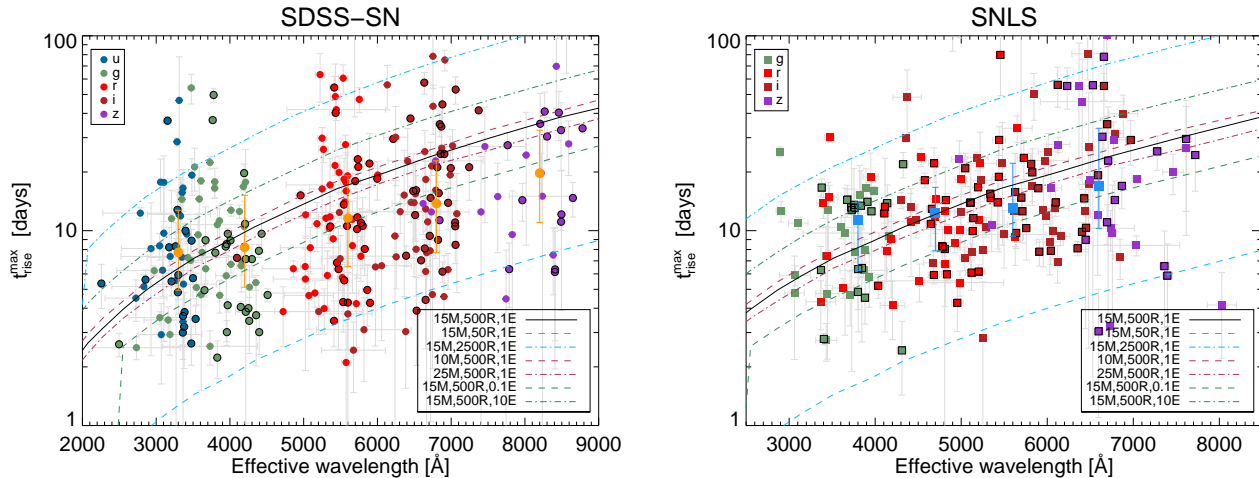 SDSS−SN
100
10
1
t_rise^max [days]
u
g
r
i
z
15M,500R,1E
15M,50R,1E
15M,2500R,1E
10M,500R,1E
25M,500R,1E
15M,500R,0.1E
15M,500R,10E
2000 3000 4000 5000 6000 7000 8000 9000
Effective wavelength [Å]
SNLS
100
10
1
t_rise^max [days]
g
r
i
z
15M,500R,1E
15M,50R,1E
15M,2500R,1E
10M,500R,1E
25M,500R,1E
15M,500R,0.1E
15M,500R,10E
3000 4000 5000 6000 7000 8000
Effective wavelength [Å]